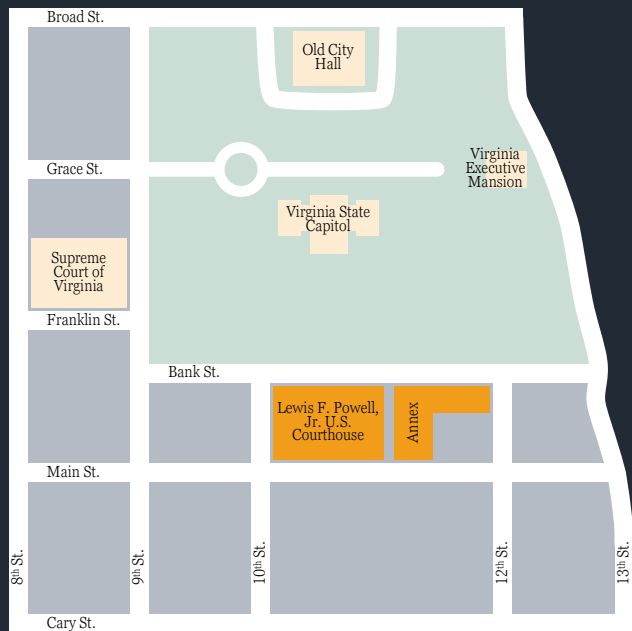 Broad St.
Old City
Hall
Grace St.
Virginia
Executive
Mansion
Virginia State
Capitol
Supreme
Court of
Virginia
Franklin St.
Bank St.
Lewis F. Powell,
Jr. U.S.
Courthouse
Annex
Main St.
8th St.
9th St.
10th St.
12th St.
13th St.
Cary St.